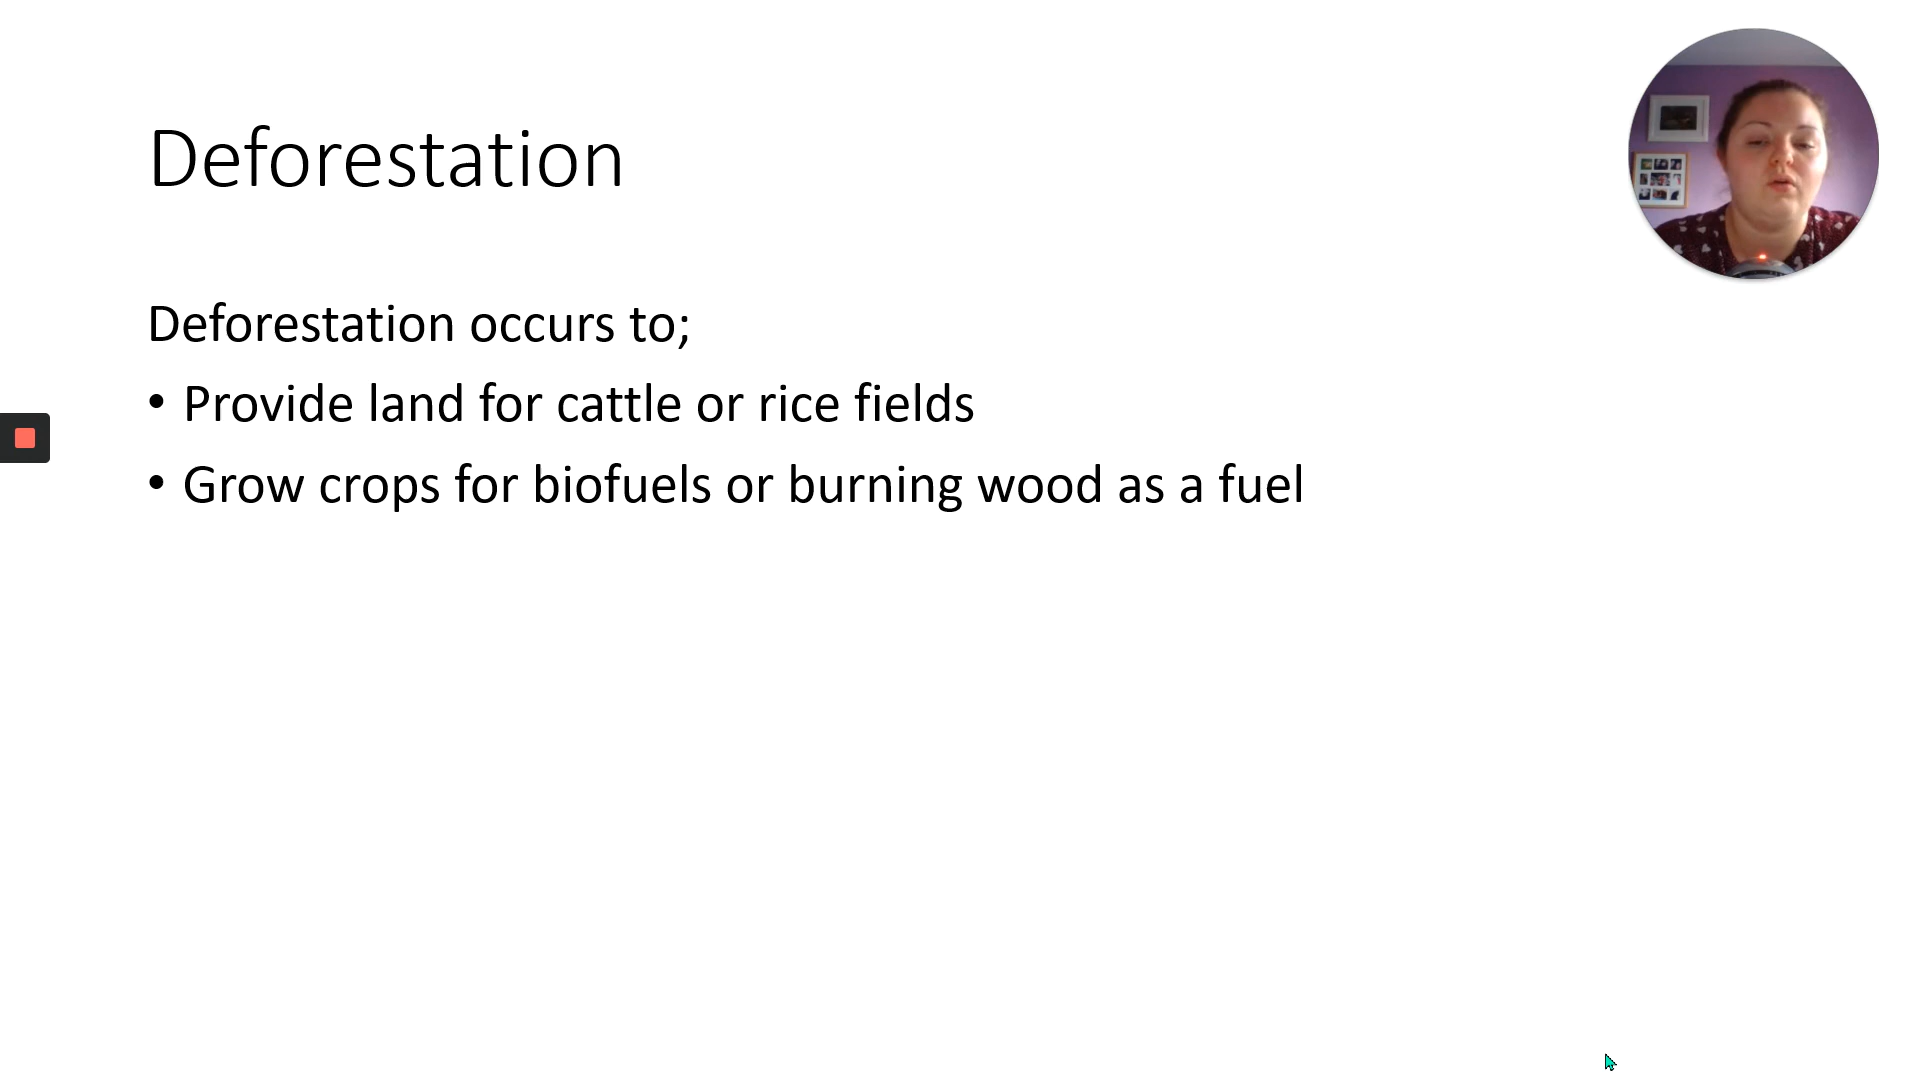 Deforestation
Deforestation occurs to;
• Provide land for cattle or rice fields
• Grow crops for biofuels or burning wood as a fuel